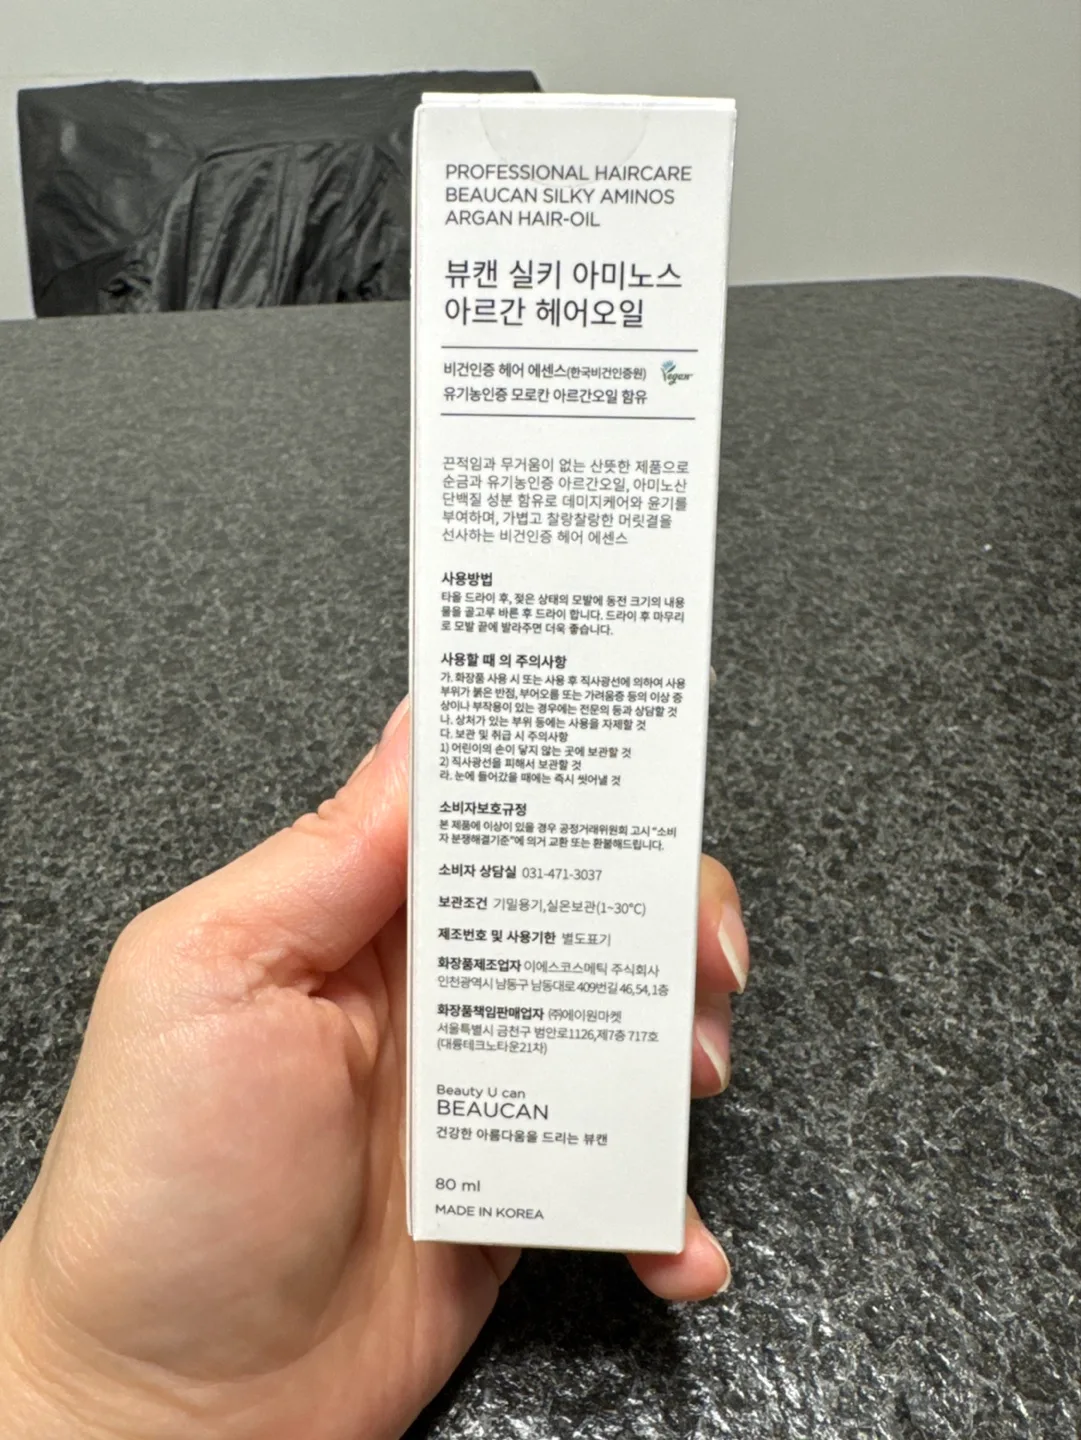 PROFESSIONAL HAIRCARE
BEAUCAN SILKY AMINOS
ARGAN HAIR-OIL
뷰캔 실키 아미노스
아르간 헤어오일
비건인증 헤어 에센스(한국비건인증원)
Vegan
유기농인증 모로칸 아르간오일 함유
끈적임과 무거움이 없는 산뜻한 제품으로
순금과 유기농인증 아르간오일, 아미노산
단백질 성분 함유로 데미지케어와 윤기를
부여하며, 가볍고 찰랑찰랑한 머릿결을
선사하는 비건인증 헤어 에센스
사용방법
타올 드라이 후, 젖은 상태의 모발에 동전 크기의 내용
물을 골고루 바른 후 드라이 합니다. 드라이 후 마무리
로 모발 끝에 발라주면 더욱 좋습니다.
사용할 때 의 주의사항
가. 화장품 사용 시 또는 사용 후 직사광선에 의하여 사용
부위가 붉은 반점, 부어오름 또는 가려움증 등의 이상 증
상이나 부작용이 있는 경우에는 전문의 등과 상담할 것
나. 상처가 있는 부위 등에는 사용을 자제할 것
다. 보관 및 취급 시 주의사항
1) 어린이의 손이 닿지 않는 곳에 보관할 것
2) 직사광선을 피해서 보관할 것
라. 눈에 들어갔을 때에는 즉시 씻어낼 것
소비자보호규정
본 제품에 이상이 있을 경우 공정거래위원회 고시 "소비
자 분쟁해결기준"에 의거 교환 또는 환불해드립니다.
소비자 상담실 031-471-3037
보관조건 기밀용기,실온보관(1~30°C)
제조번호 및 사용기한 별도표기
화장품제조업자 이에스코스메틱 주식회사
인천광역시 남동구 남동대로 409번길 46,54,1층
화장품책임판매업자 ㈜에이원마켓
서울특별시 금천구 범안로1126,제7층 717호
(대륭테크노타운21차)
Beauty U can
BEAUCAN
건강한 아름다움을 드리는 뷰캔
80 ml
MADE IN KOREA